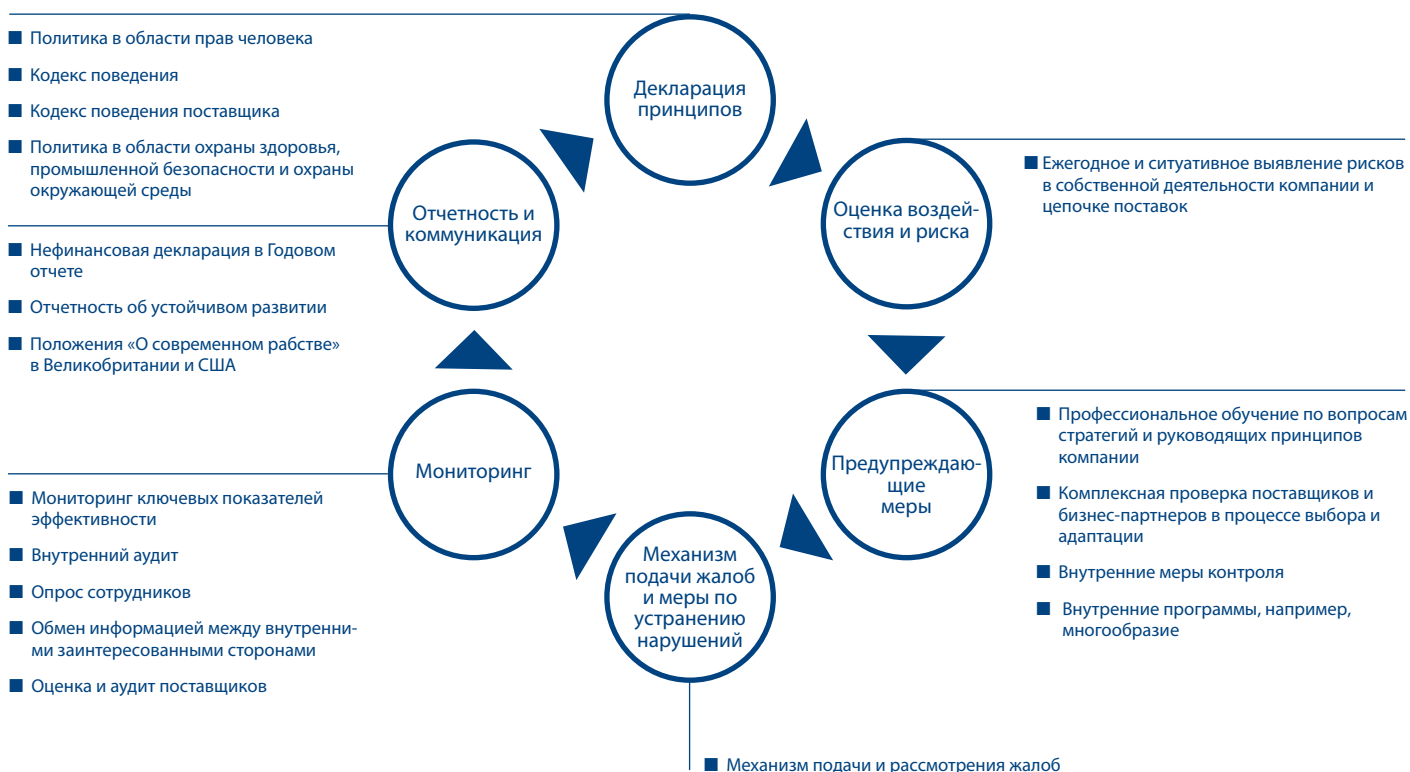 Декларация
принципов
■ Политика в области прав человека
■ Кодекс поведения
■ Кодекс поведения поставщика
■ Политика в области охраны здоровья,
промышленной безопасности и охраны
окружающей среды
Оценка воздей-
ствия и риска
■ Ежегодное и ситуативное выявление рисков
в собственной деятельности компании и
цепочке поставок
Предупреждаю-
щие
меры
■ Профессиональное обучение по вопросам
стратегий и руководящих принципов
компании
■ Комплексная проверка поставщиков и
бизнес-партнеров в процессе выбора и
адаптации
■ Внутренние меры контроля
■ Внутренние программы, например,
многообразие
Механизм
подачи жалоб
и меры по
устранению
нарушений
■ Механизм подачи и рассмотрения жалоб
Мониторинг
■ Мониторинг ключевых показателей
эффективности
■ Внутренний аудит
■ Опрос сотрудников
■ Обмен информацией между внутренни-
ми заинтересованными сторонами
■ Оценка и аудит поставщиков
Отчетность и
коммуникация
■ Нефинансовая декларация в Годовом
отчете
■ Отчетность об устойчивом развитии
■ Положения «О современном рабстве»
в Великобритании и США